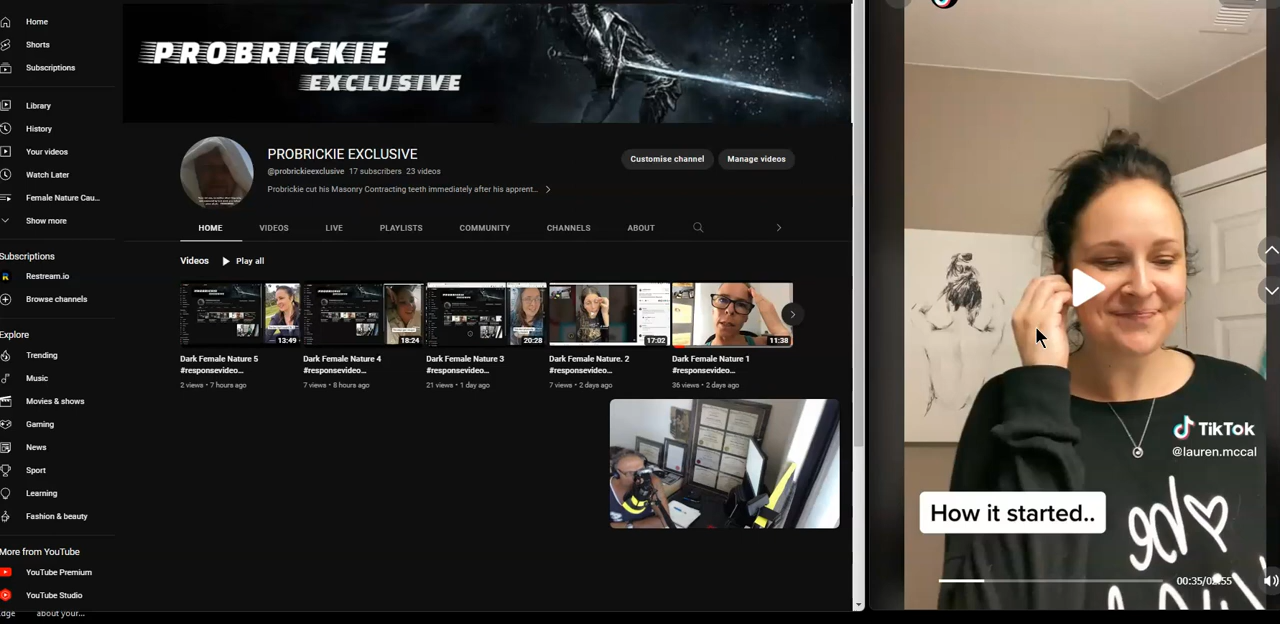 Home
Shorts
Subscriptions
Library
History
Your videos
Watch Later
Female Nature Cau...
Show more
Subscriptions
Restream.io
Browse channels
Explore
Trending
Music
Movies & shows
Gaming
News
Sport
Learning
Fashion & beauty
More from YouTube
YouTube Premium
YouTube Studio
about your...
PROBRICKIE
EXCLUSIVE
PROBRICKIE EXCLUSIVE
@probrickieexclusive 17 subscribers 23 videos
Probrickie cut his Masonry Contracting teeth immediately after his apprent...
Customise channel
Manage videos
HOME VIDEOS LIVE PLAYLISTS COMMUNITY CHANNELS ABOUT
Videos Play all
13:49
Dark Female Nature 5
#responsevideo...
2 views • 7 hours ago
18:24
Dark Female Nature 4
#responsevideo...
7 views • 8 hours ago
20:28
Dark Female Nature 3
#responsevideo...
21 views • 1 day ago
17:02
Dark Female Nature. 2
#responsevideo...
7 views • 2 days ago
11:38
Dark Female Nature 1
#responsevideo...
36 views • 2 days ago
TikTok
@lauren.mccal
How it started..
be
00:35/02:55